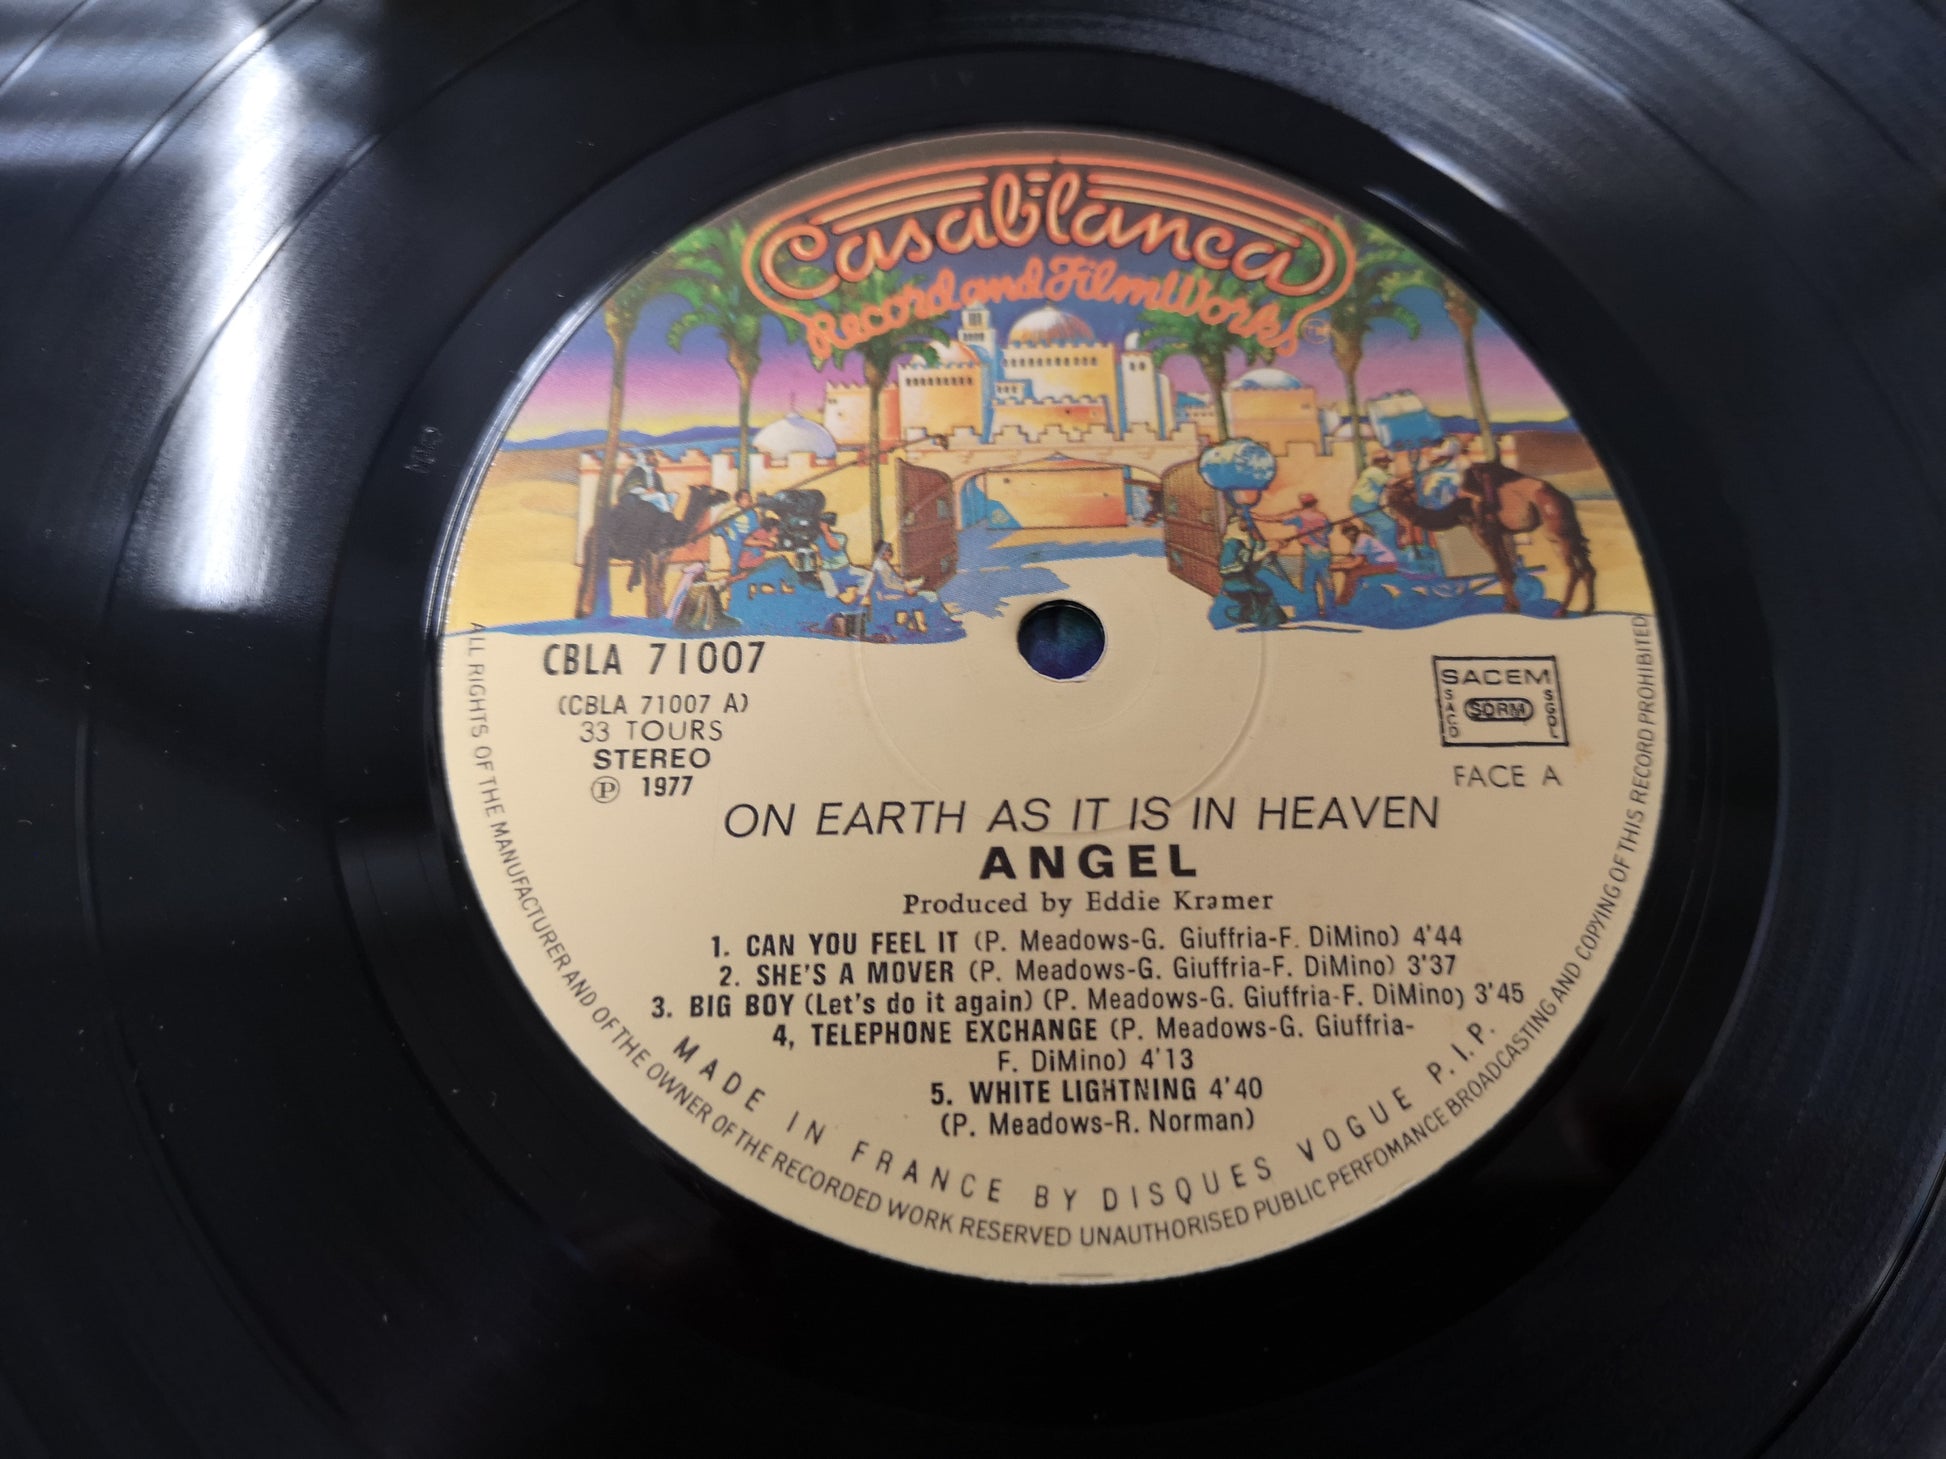 Casablanca
Record and FilmWorks
TM
CBLA 71007
(CBLA 71007 A)
33 TOURS
STEREO
Ⓟ 1977
SACEM
SACD
SDRM
SGDL
FACE A
ON EARTH AS IT IS IN HEAVEN
ANGEL
Produced by Eddie Kramer
1. CAN YOU FEEL IT (P. Meadows-G. Giuffria-F. DiMino) 4'44
2. SHE'S A MOVER (P. Meadows-G. Giuffria-F. DiMino) 3'37
3. BIG BOY (Let's do it again) (P. Meadows-G. Giuffria-F. DiMino) 3'45
4, TELEPHONE EXCHANGE (P. Meadows-G. Giuffria-
F. DiMino) 4'13
5. WHITE LIGHTNING 4'40
(P. Meadows-R. Norman)
MADE IN FRANCE BY DISQUES VOGUE P.I.P.
ALL RIGHTS OF THE MANUFACTURER AND OF THE OWNER OF THE RECORDED WORK RESERVED UNAUTHORISED PUBLIC PERFOMANCE BROADCASTING AND COPYING OF THIS RECORD PROHIBITED